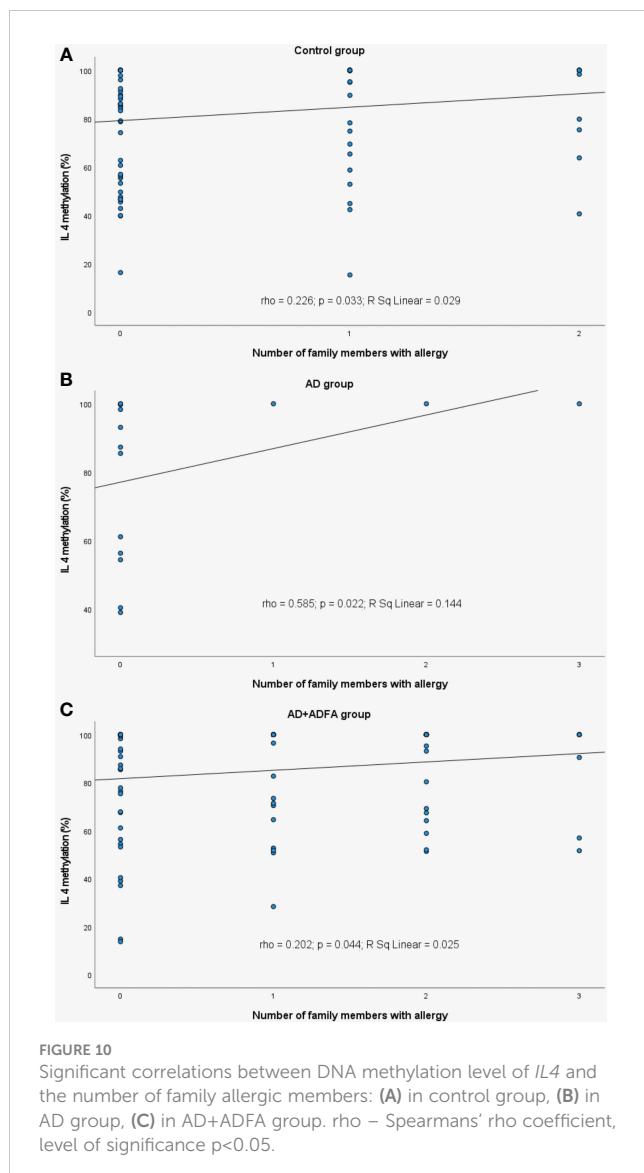 A
Control group
100
80
60
40
20
0
IL 4 methylation (%)
rho = 0.226; p = 0.033; R Sq Linear = 0.029
0 1 2
Number of family members with allergy
B
AD group
100
80
60
40
IL 4 methylation (%)
rho = 0.585; p = 0.022; R Sq Linear = 0.144
0 1 2 3
Number of family members with allergy
C
AD+ADFA group
100
80
60
40
20
0
IL 4 methylation (%)
rho = 0.202; p = 0.044; R Sq Linear = 0.025
0 1 2 3
Number of family members with allergy
FIGURE 10
Significant correlations between DNA methylation level of IL4 and
the number of family allergic members: (A) in control group, (B) in
AD group, (C) in AD+ADFA group. rho – Spearmans' rho coefficient,
level of significance p<0.05.